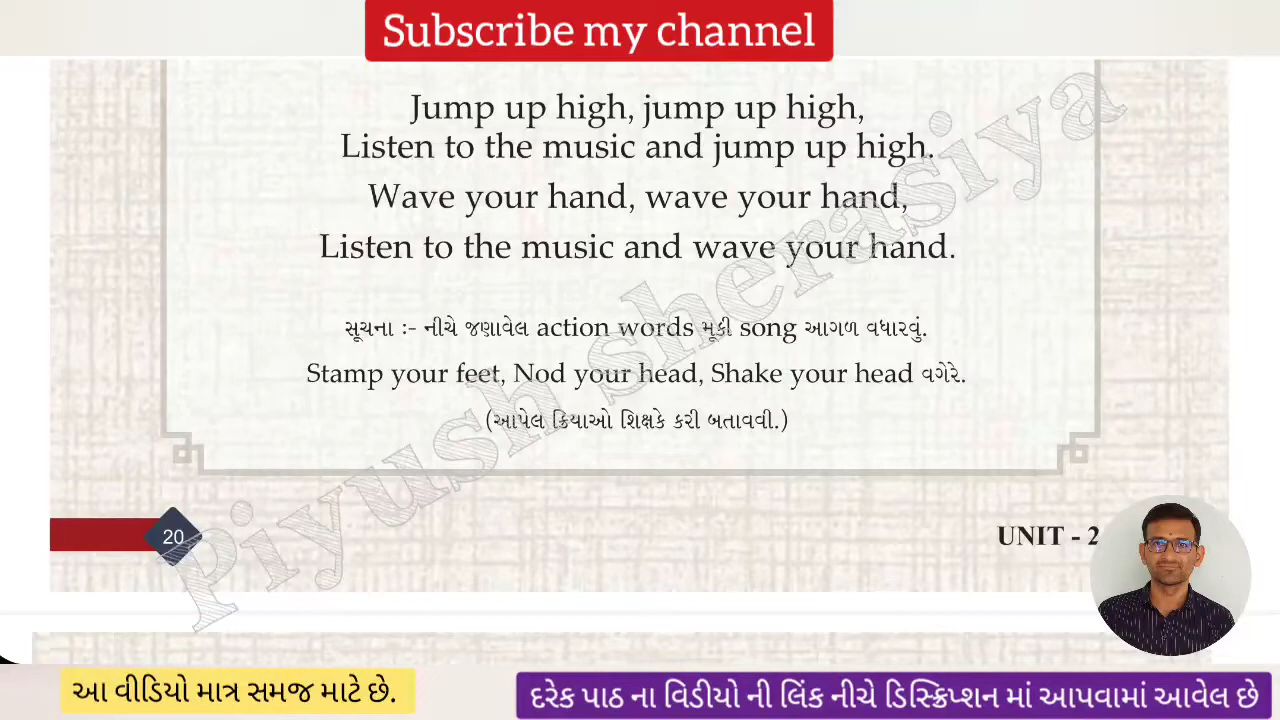 Subscribe my channel
Jump up high, jump up high,
Listen to the music and jump up high.
Wave your hand, wave your hand,
Listen to the music and wave your hand.
સૂચના :- નીચે જણાવેલ action words મૂકી song આગળ વધારવું.
Stamp your feet, Nod your head, Shake your head વગેરે.
(આપેલ ક્રિયાઓ શિક્ષકે કરી બતાવવી.)
Piyush sherasiya
20
UNIT - 2
આ વીડિયો માત્ર સમજ માટે છે.
દરેક પાઠ ના વિડીયો ની લિંક નીચે ડિસ્ક્રિપ્શન માં આપવામાં આવેલ છે